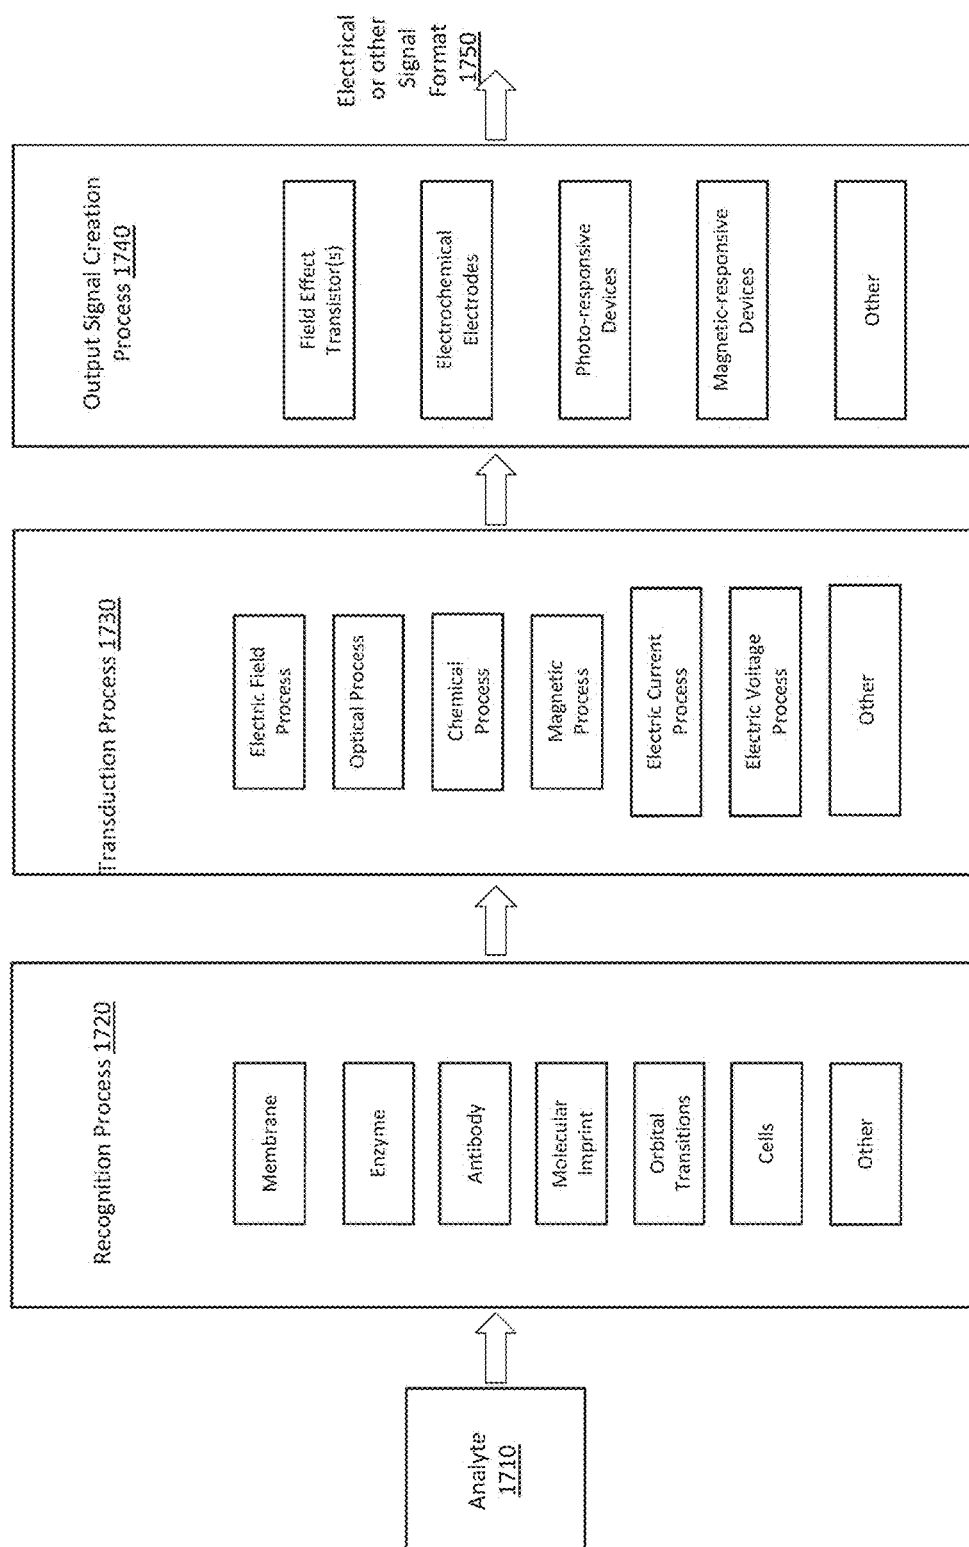 Analyte
1710
Recognition Process 1720
Membrane
Enzyme
Antibody
Molecular
Imprint
Orbital
Transitions
Cells
Other
Transduction Process 1730
Electric Field
Process
Optical Process
Chemical
Process
Magnetic
Process
Electric Current
Process
Electric Voltage
Process
Other
Output Signal Creation
Process 1740
Field Effect
Transistor(s)
Electrochemical
Electrodes
Photo-responsive
Devices
Magnetic-responsive
Devices
Other
Electrical
or other
Signal
Format
1750